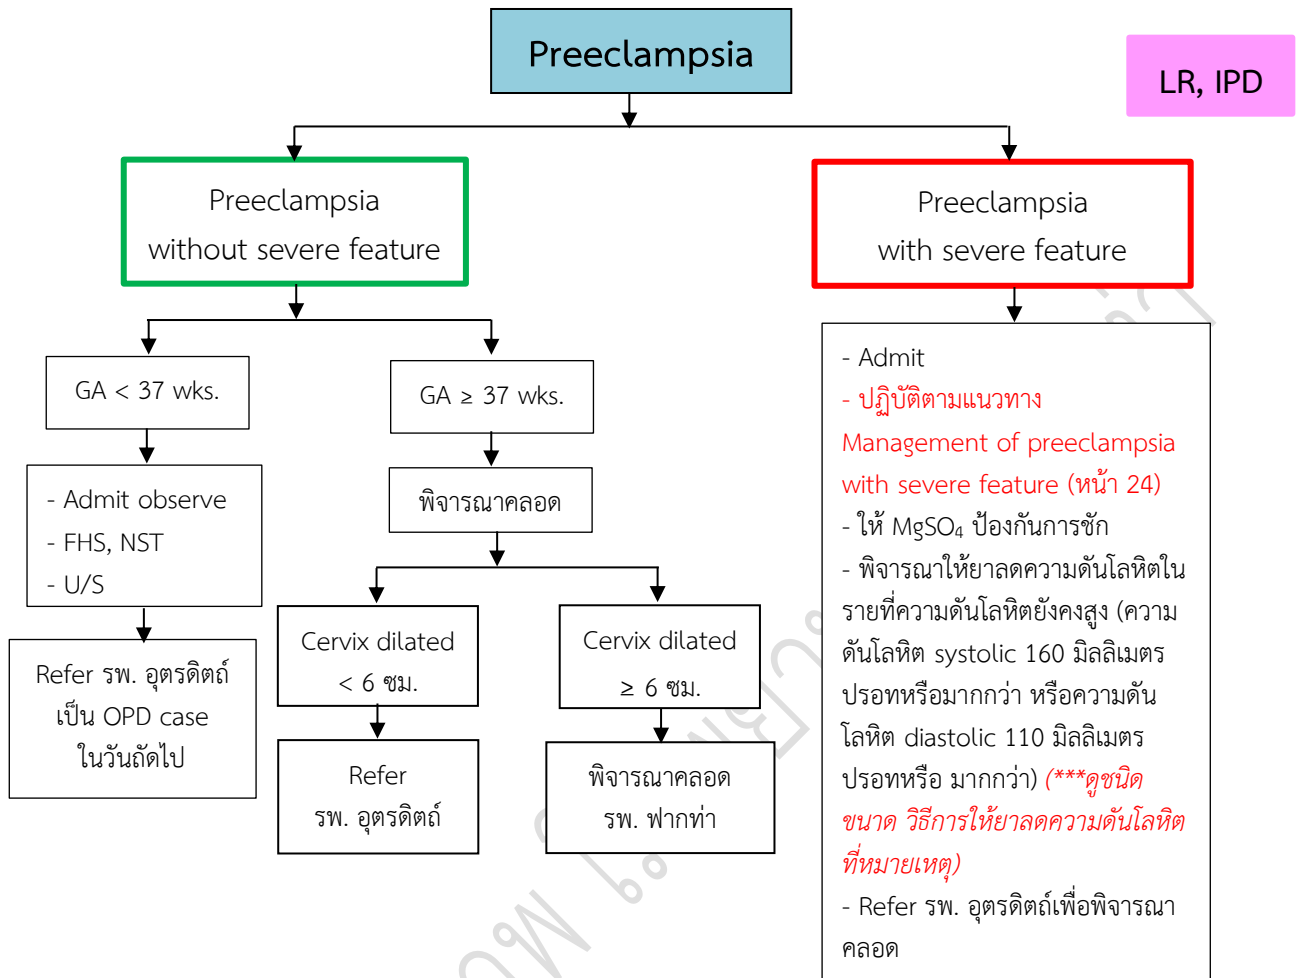 Preeclampsia
LR, IPD
Preeclampsia
without severe feature
Preeclampsia
with severe feature
GA < 37 wks.
GA ≥ 37 wks.
- Admit observe
- FHS, NST
- U/S
พิจารณาคลอด
Refer รพ. อุตรดิตถ์
เป็น OPD case
ในวันถัดไป
Cervix dilated
< 6 ซม.
Cervix dilated
≥ 6 ซม.
Refer
รพ. อุตรดิตถ์
พิจารณาคลอด
รพ. ฟากท่า
- Admit
- ปฏิบัติตามแนวทาง
Management of preeclampsia
with severe feature (หน้า 24)
- ให้ MgSO₄ ป้องกันการชัก
- พิจารณาให้ยาลดความดันโลหิตใน
รายที่ความดันโลหิตยังคงสูง (ความ
ดันโลหิต systolic 160 มิลลิเมตร
ปรอทหรือมากกว่า หรือความดัน
โลหิต diastolic 110 มิลลิเมตร
ปรอทหรือ มากกว่า) (***ดูชนิด
ขนาด วิธีการให้ยาลดความดันโลหิต
ที่หมายเหตุ)
- Refer รพ. อุตรดิตถ์เพื่อพิจารณา
คลอด